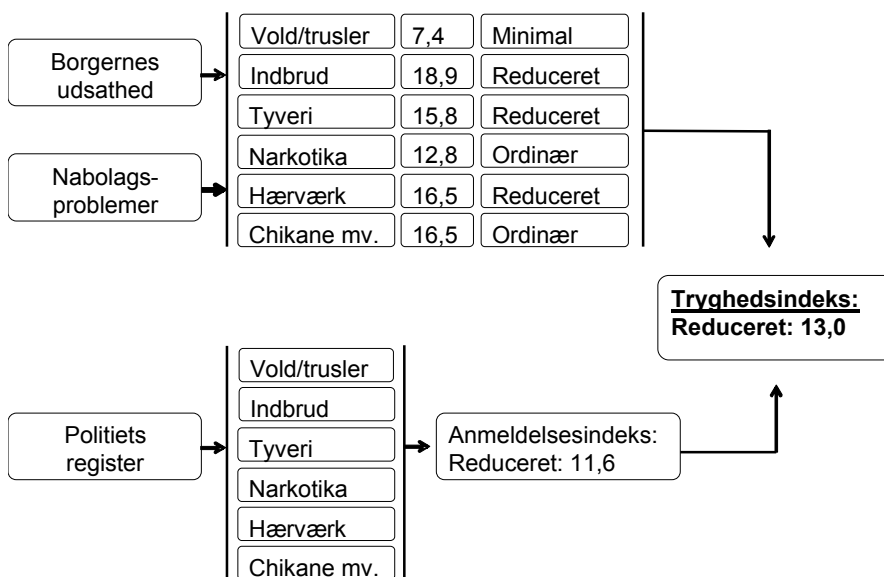 Borgernes
udsathed
Nabolags-
problemer
Vold/trusler 7,4 Minimal
Indbrud 18,9 Reduceret
Tyveri 15,8 Reduceret
Narkotika 12,8 Ordinær
Hærværk 16,5 Reduceret
Chikane mv. 16,5 Ordinær
Tryghedsindeks:
Reduceret: 13,0
Politiets
register
Vold/trusler
Indbrud
Tyveri
Narkotika
Hærværk
Chikane mv.
Anmeldelsesindeks:
Reduceret: 11,6